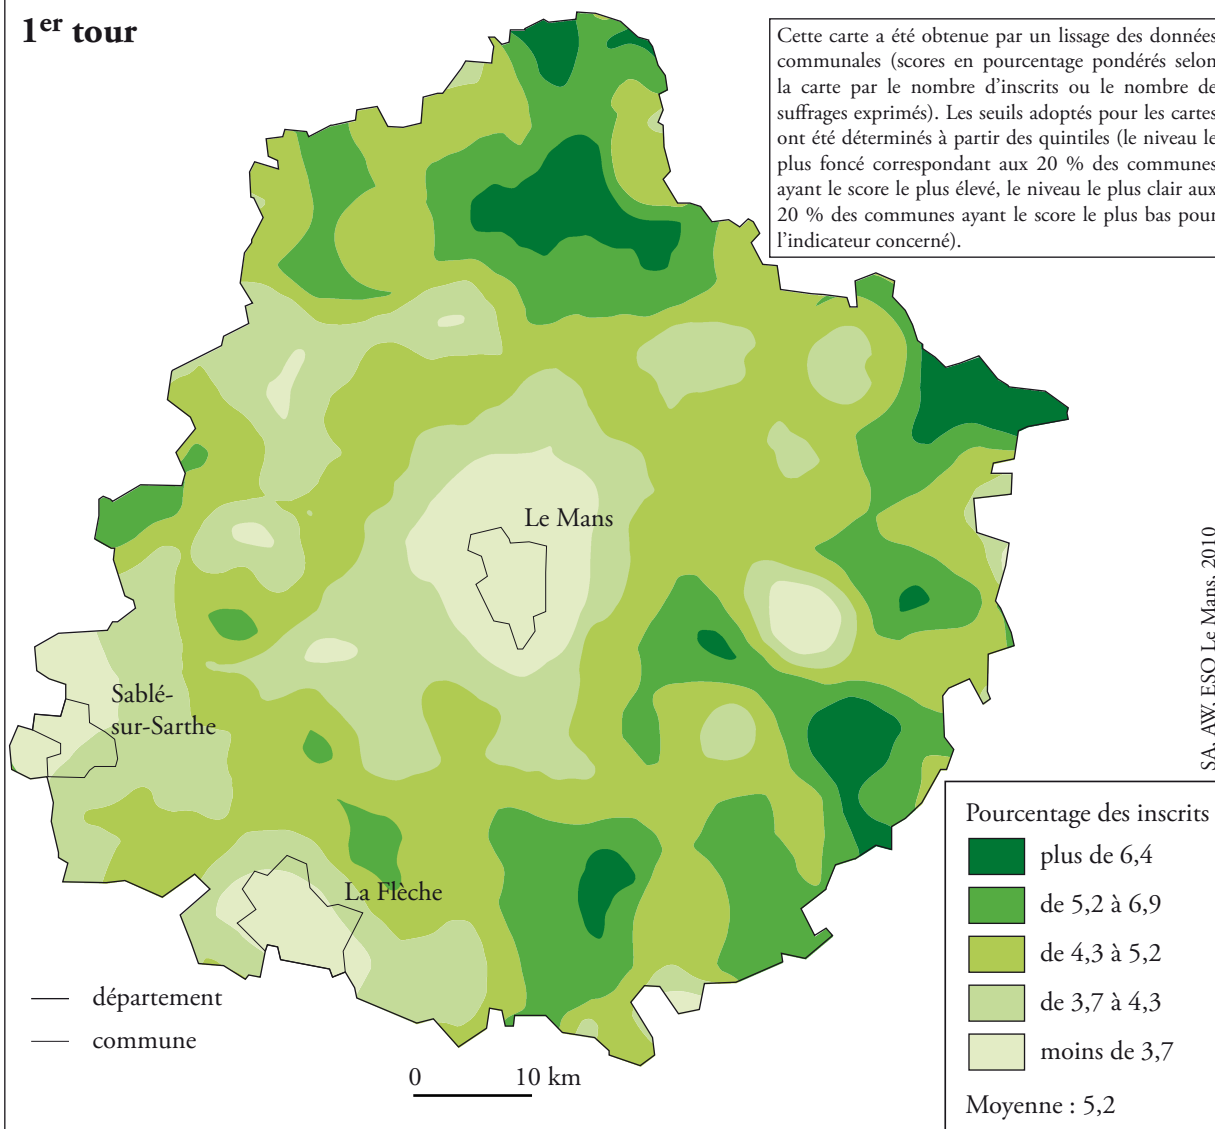 1er tour
Cette carte a été obtenue par un lissage des données
communales (scores en pourcentage pondérés selon
la carte par le nombre d'inscrits ou le nombre de
suffrages exprimés). Les seuils adoptés pour les cartes
ont été déterminés à partir des quintiles (le niveau le
plus foncé correspondant aux 20 % des communes
ayant le score le plus élevé, le niveau le plus clair aux
20 % des communes ayant le score le plus bas pour
l'indicateur concerné).
Le Mans
Sablé-
sur-Sarthe
La Flèche
SA, AW, ESO Le Mans, 2010
Pourcentage des inscrits
plus de 6,4
de 5,2 à 6,9
de 4,3 à 5,2
de 3,7 à 4,3
moins de 3,7
Moyenne : 5,2
département
commune
0 10 km